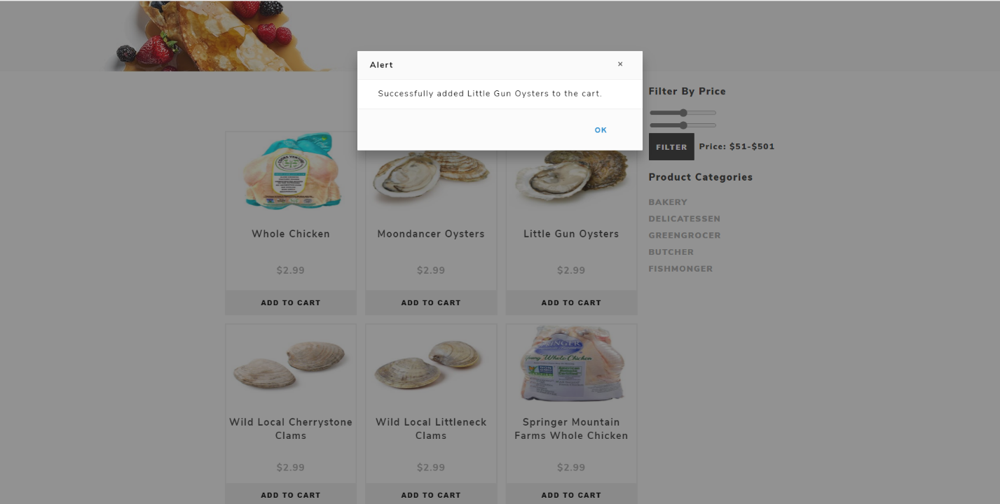 Alert
×
Successfully added Little Gun Oysters to the cart.
OK
Filter By Price
FILTER
Price: $51-$501
Product Categories
BAKERY
DELICATESSEN
GREENGROCER
BUTCHER
FISHMONGER
Whole Chicken
$2.99
ADD TO CART
Moondancer Oysters
$2.99
ADD TO CART
Little Gun Oysters
$2.99
ADD TO CART
Wild Local Cherrystone
Clams
$2.99
ADD TO CART
Wild Local Littleneck
Clams
$2.99
ADD TO CART
Whole Chicken
Springer Mountain
Farms Whole Chicken
$2.99
ADD TO CART